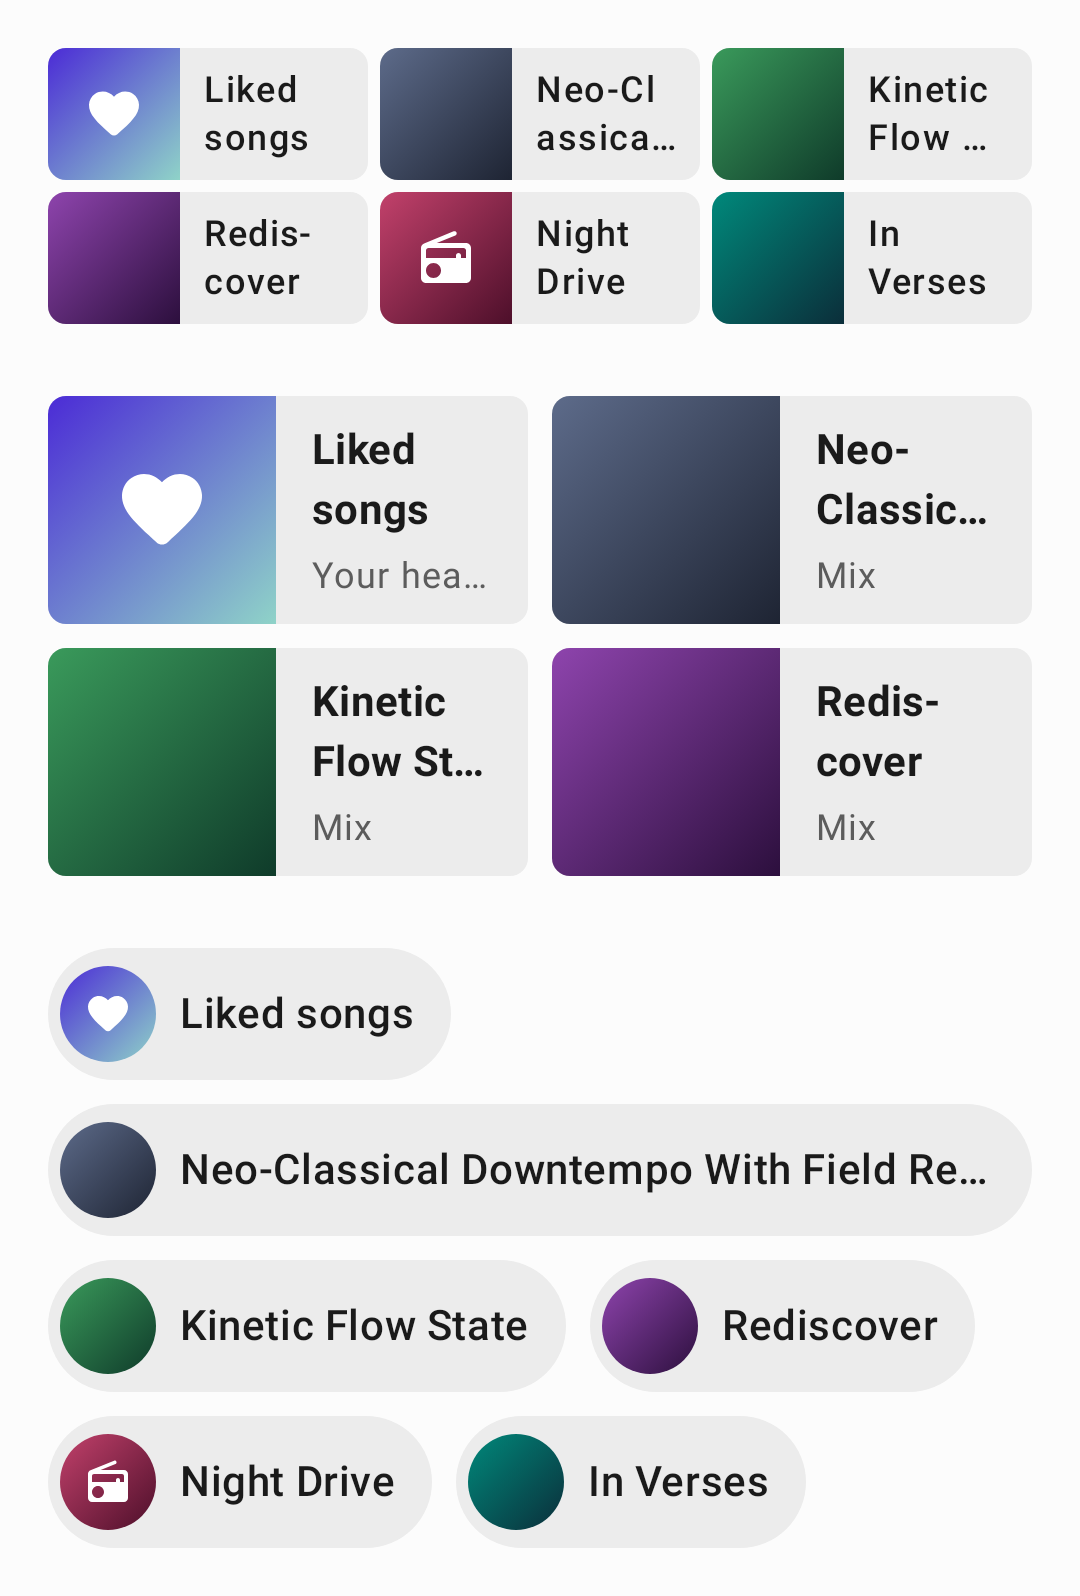 Liked
songs
Neo-Cl
assica…
Kinetic
Flow …
Redis-
cover
Night
Drive
In
Verses
Liked
songs
Your hea…
Neo-
Classic…
Mix
Kinetic
Flow St…
Mix
Redis-
cover
Mix
Liked songs
Neo-Classical Downtempo With Field Re…
Kinetic Flow State
Rediscover
Night Drive
In Verses